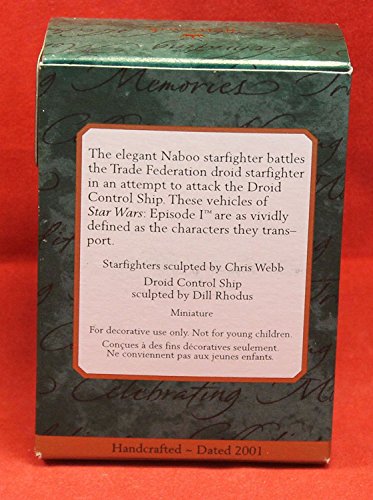 Memories
The elegant Naboo starfighter battles
the Trade Federation droid starfighter
in an attempt to attack the Droid
Control Ship. These vehicles of
Star Wars: Episode I™ are as vividly
defined as the characters they trans–
port.
Starfighters sculpted by Chris Webb
Droid Control Ship
sculpted by Dill Rhodus
Miniature
For decorative use only. Not for young children.
Conçues à des fins décoratives seulement.
Ne conviennent pas aux jeunes enfants.
Celebrating
Handcrafted ~ Dated 2001